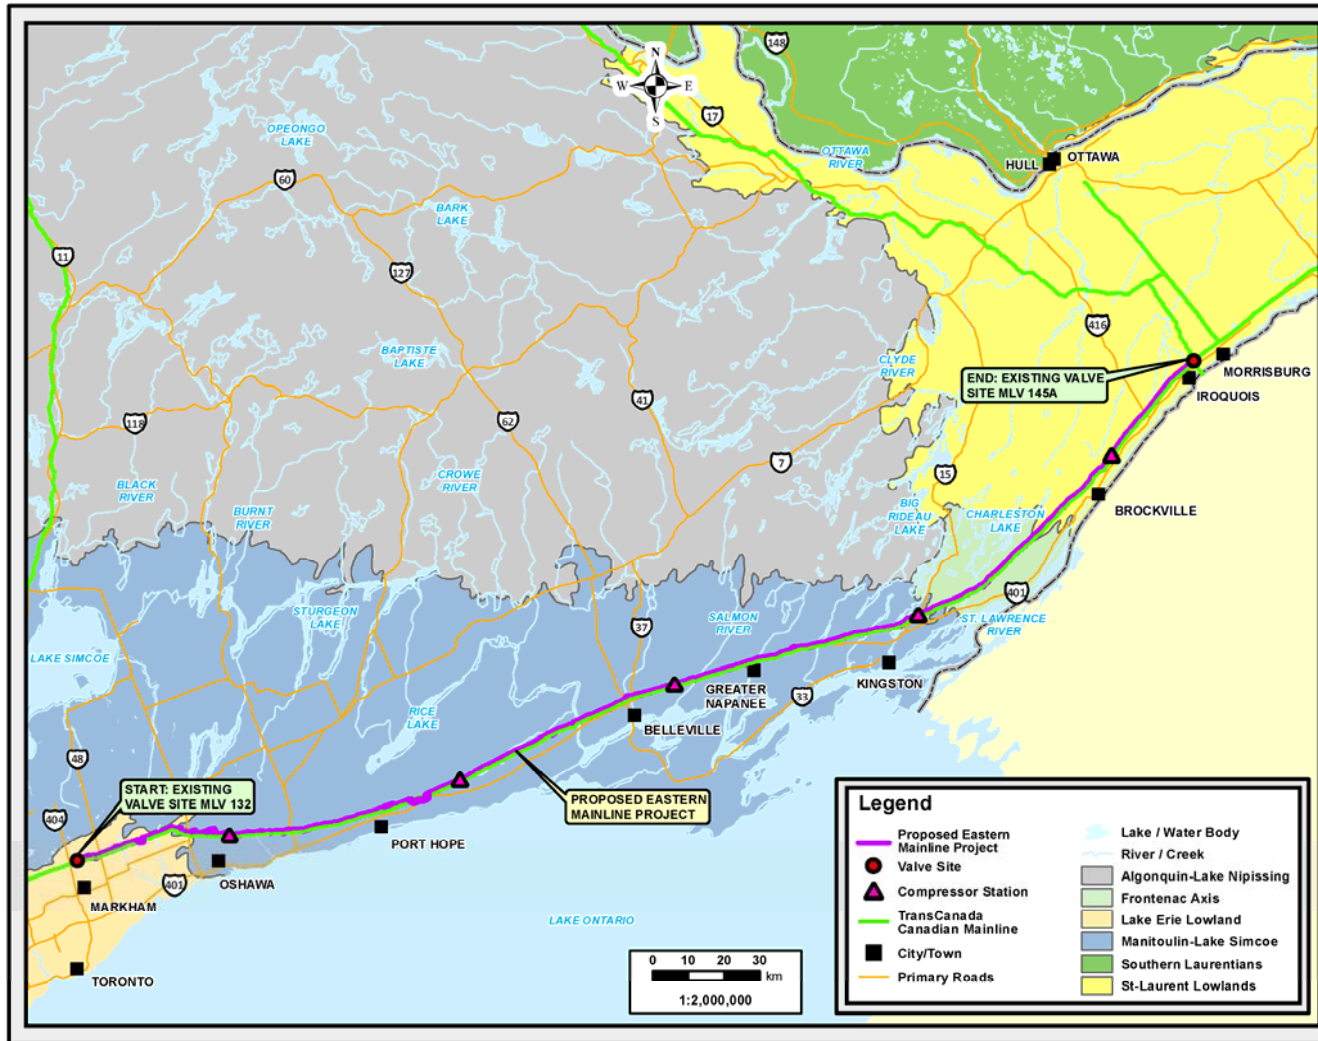 N
W
E
S
148
17
OPEONGO
LAKE
OTTAWA
RIVER
HULL
OTTAWA
60
BARK
LAKE
11
127
416
BAPTISTE
LAKE
CLYDE
RIVER
END: EXISTING VALVE
SITE MLV 145A
MORRISBURG
IROQUOIS
41
118
62
7
15
CROWE
RIVER
BLACK
RIVER
BURNT
RIVER
BIG
RIDEAU
LAKE
CHARLESTON
LAKE
BROCKVILLE
401
STURGEON
LAKE
37
SALMON
RIVER
ST. LAWRENCE
RIVER
LAKE SIMCOE
KINGSTON
GREATER
NAPANEE
33
RICE
LAKE
BELLEVILLE
48
START: EXISTING
VALVE SITE MLV 132
PROPOSED EASTERN
MAINLINE PROJECT
404
PORT HOPE
OSHAWA
401
MARKHAM
LAKE ONTARIO
TORONTO
0 10 20 30
km
1:2,000,000
Legend
Proposed Eastern
Mainline Project
Valve Site
Compressor Station
TransCanada
Canadian Mainline
City/Town
Primary Roads
Lake / Water Body
River / Creek
Algonquin-Lake Nipissing
Frontenac Axis
Lake Erie Lowland
Manitoulin-Lake Simcoe
Southern Laurentians
St-Laurent Lowlands